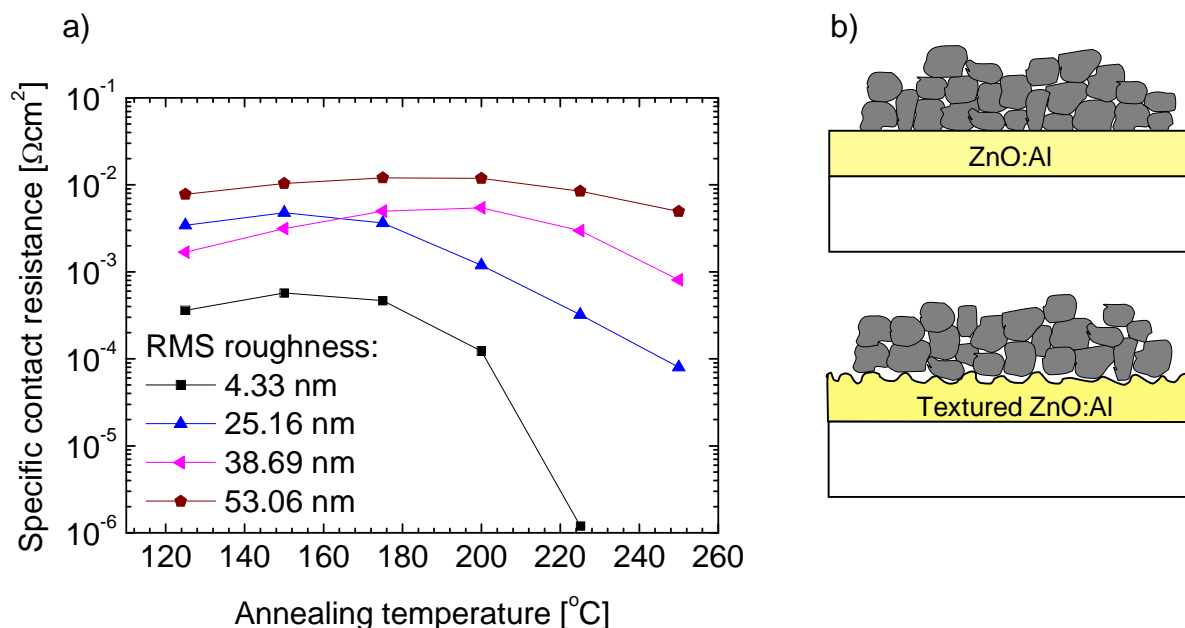 a)
Specific contact resistance [Ωcm²]
10⁻¹
10⁻²
10⁻³
10⁻⁴
10⁻⁵
10⁻⁶
RMS roughness:
4.33 nm
25.16 nm
38.69 nm
53.06 nm
120 140 160 180 200 220 240 260
Annealing temperature [°C]
b)
ZnO:Al
Textured ZnO:Al